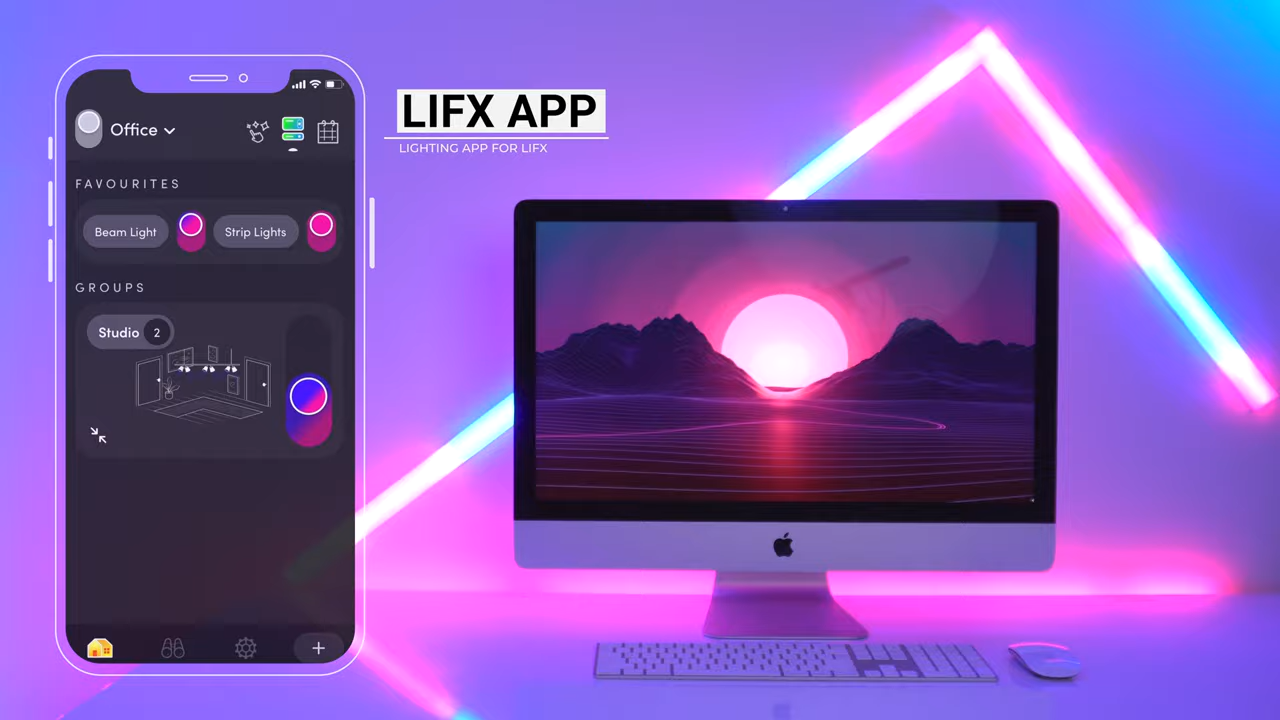 Office
FAVOURITES
Beam Light
Strip Lights
GROUPS
Studio 2
LIFX APP
LIGHTING APP FOR LIFX